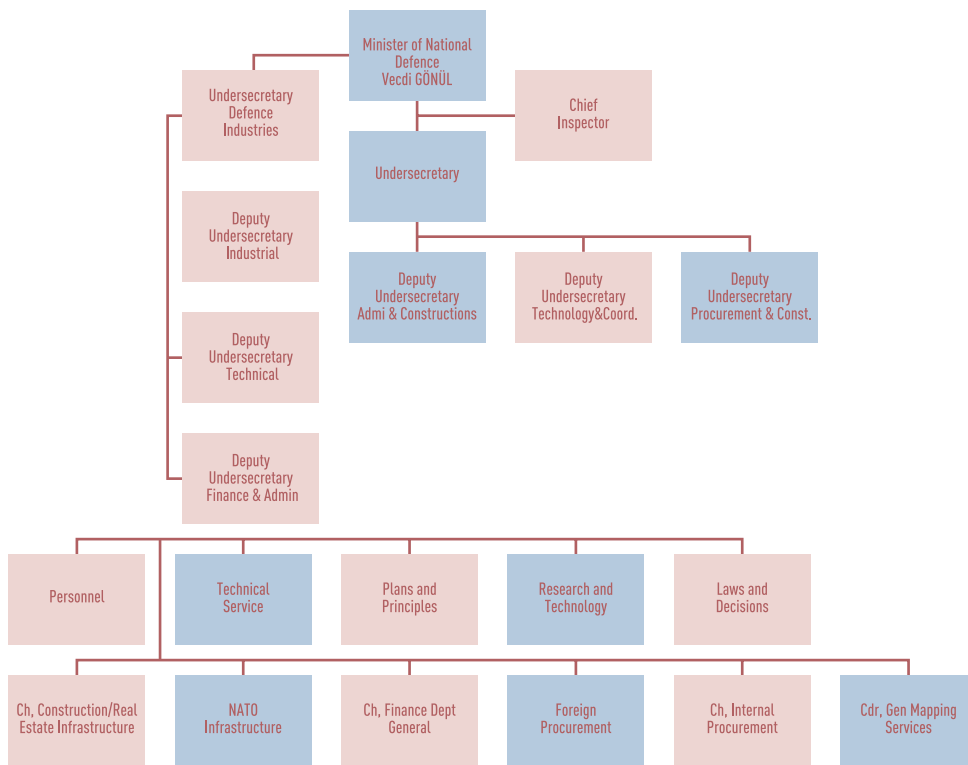 Minister of National
Defence
Vecdi GÖNÜL
Undersecretary
Defence
Industries
Chief
Inspector
Undersecretary
Deputy
Undersecretary
Industrial
Deputy
Undersecretary
Admi & Constructions
Deputy
Undersecretary
Technology&Coord.
Deputy
Undersecretary
Procurement & Const.
Deputy
Undersecretary
Technical
Deputy
Undersecretary
Finance & Admin
Personnel
Technical
Service
Plans and
Principles
Research and
Technology
Laws and
Decisions
Ch, Construction/Real
Estate Infrastructure
NATO
Infrastructure
Ch, Finance Dept
General
Foreign
Procurement
Ch, Internal
Procurement
Cdr, Gen Mapping
Services